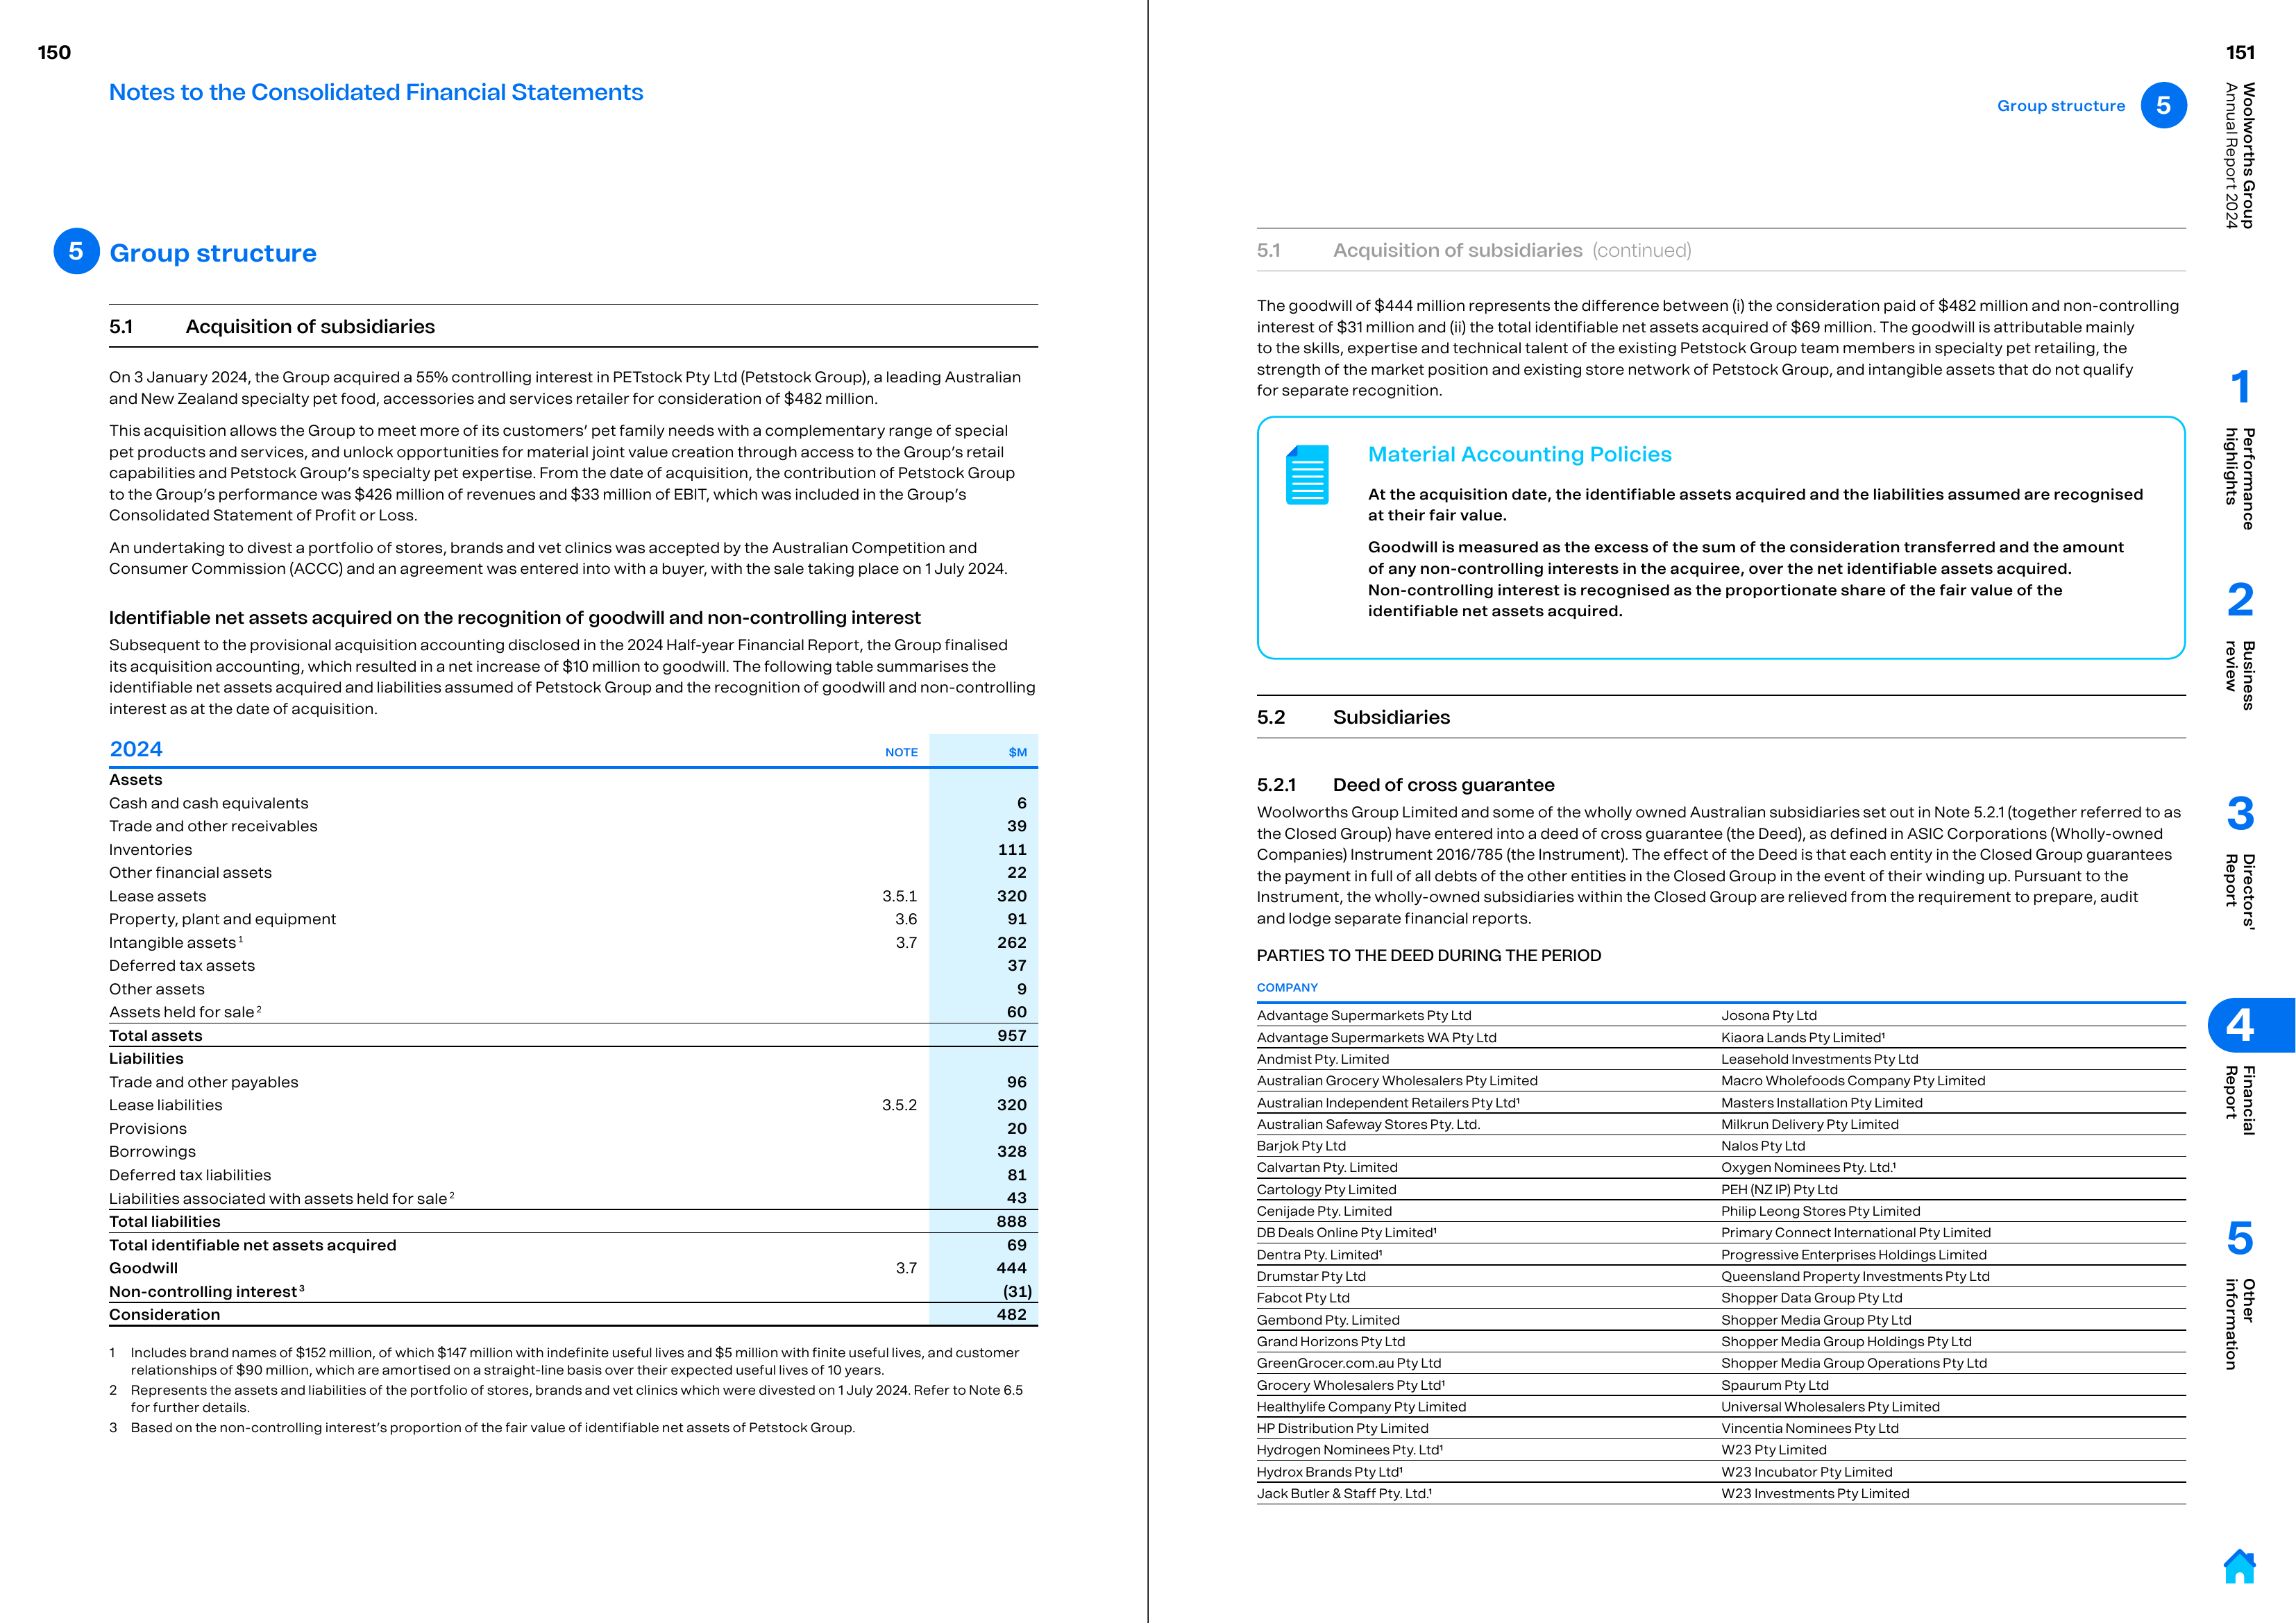 150
Notes to the Consolidated Financial Statements
5 Group structure
5.1 Acquisition of subsidiaries
On 3 January 2024, the Group acquired a 55% controlling interest in PETstock Pty Ltd (Petstock Group), a leading Australian
and New Zealand specialty pet food, accessories and services retailer for consideration of $482 million.
This acquisition allows the Group to meet more of its customers’ pet family needs with a complementary range of special
pet products and services, and unlock opportunities for material joint value creation through access to the Group’s retail
capabilities and Petstock Group’s specialty pet expertise. From the date of acquisition, the contribution of Petstock Group
to the Group’s performance was $426 million of revenues and $33 million of EBIT, which was included in the Group’s
Consolidated Statement of Profit or Loss.
An undertaking to divest a portfolio of stores, brands and vet clinics was accepted by the Australian Competition and
Consumer Commission (ACCC) and an agreement was entered into with a buyer, with the sale taking place on 1 July 2024.
Identifiable net assets acquired on the recognition of goodwill and non-controlling interest
Subsequent to the provisional acquisition accounting disclosed in the 2024 Half-year Financial Report, the Group finalised
its acquisition accounting, which resulted in a net increase of $10 million to goodwill. The following table summarises the
identifiable net assets acquired and liabilities assumed of Petstock Group and the recognition of goodwill and non-controlling
interest as at the date of acquisition.
2024 NOTE $M
Assets
Cash and cash equivalents 6
Trade and other receivables 39
Inventories 111
Other financial assets 22
Lease assets 3.5.1 320
Property, plant and equipment 3.6 91
Intangible assets¹ 3.7 262
Deferred tax assets 37
Other assets 9
Assets held for sale² 60
Total assets 957
Liabilities
Trade and other payables 96
Lease liabilities 3.5.2 320
Provisions 20
Borrowings 328
Deferred tax liabilities 81
Liabilities associated with assets held for sale² 43
Total liabilities 888
Total identifiable net assets acquired 69
Goodwill 3.7 444
Non-controlling interest³ (31)
Consideration 482
1 Includes brand names of $152 million, of which $147 million with indefinite useful lives and $5 million with finite useful lives, and customer
relationships of $90 million, which are amortised on a straight-line basis over their expected useful lives of 10 years.
2 Represents the assets and liabilities of the portfolio of stores, brands and vet clinics which were divested on 1 July 2024. Refer to Note 6.5
for further details.
3 Based on the non-controlling interest’s proportion of the fair value of identifiable net assets of Petstock Group.
151
Group structure 5
5.1 Acquisition of subsidiaries (continued)
The goodwill of $444 million represents the difference between (i) the consideration paid of $482 million and non-controlling
interest of $31 million and (ii) the total identifiable net assets acquired of $69 million. The goodwill is attributable mainly
to the skills, expertise and technical talent of the existing Petstock Group team members in specialty pet retailing, the
strength of the market position and existing store network of Petstock Group, and intangible assets that do not qualify
for separate recognition.
Material Accounting Policies
At the acquisition date, the identifiable assets acquired and the liabilities assumed are recognised
at their fair value.
Goodwill is measured as the excess of the sum of the consideration transferred and the amount
of any non-controlling interests in the acquiree, over the net identifiable assets acquired.
Non-controlling interest is recognised as the proportionate share of the fair value of the
identifiable net assets acquired.
5.2 Subsidiaries
5.2.1 Deed of cross guarantee
Woolworths Group Limited and some of the wholly owned Australian subsidiaries set out in Note 5.2.1 (together referred to as
the Closed Group) have entered into a deed of cross guarantee (the Deed), as defined in ASIC Corporations (Wholly-owned
Companies) Instrument 2016/785 (the Instrument). The effect of the Deed is that each entity in the Closed Group guarantees
the payment in full of all debts of the other entities in the Closed Group in the event of their winding up. Pursuant to the
Instrument, the wholly-owned subsidiaries within the Closed Group are relieved from the requirement to prepare, audit
and lodge separate financial reports.
PARTIES TO THE DEED DURING THE PERIOD
COMPANY
Advantage Supermarkets Pty Ltd Josona Pty Ltd
Advantage Supermarkets WA Pty Ltd Kiaora Lands Pty Limited¹
Andmist Pty. Limited Leasehold Investments Pty Ltd
Australian Grocery Wholesalers Pty Limited Macro Wholefoods Company Pty Limited
Australian Independent Retailers Pty Ltd¹ Masters Installation Pty Limited
Australian Safeway Stores Pty. Ltd. Milkrun Delivery Pty Limited
Barjok Pty Ltd Nalos Pty Ltd
Calvartan Pty. Limited Oxygen Nominees Pty. Ltd.¹
Cartology Pty Limited PEH (NZ IP) Pty Ltd
Cenijade Pty. Limited Philip Leong Stores Pty Limited
DB Deals Online Pty Limited¹ Primary Connect International Pty Limited
Dentra Pty. Limited¹ Progressive Enterprises Holdings Limited
Drumstar Pty Ltd Queensland Property Investments Pty Ltd
Fabcot Pty Ltd Shopper Data Group Pty Ltd
Gembond Pty. Limited Shopper Media Group Pty Ltd
Grand Horizons Pty Ltd Shopper Media Group Holdings Pty Ltd
GreenGrocer.com.au Pty Ltd Shopper Media Group Operations Pty Ltd
Grocery Wholesalers Pty Ltd¹ Spaurum Pty Ltd
Healthylife Company Pty Limited Universal Wholesalers Pty Limited
HP Distribution Pty Limited Vincentia Nominees Pty Ltd
Hydrogen Nominees Pty. Ltd¹ W23 Pty Limited
Hydrox Brands Pty Ltd¹ W23 Incubator Pty Limited
Jack Butler & Staff Pty. Ltd.¹ W23 Investments Pty Limited
Woolworths Group
Annual Report 2024
1
Performance
highlights
2
Business
review
3
Directors'
Report
4
Financial
Report
5
Other
information